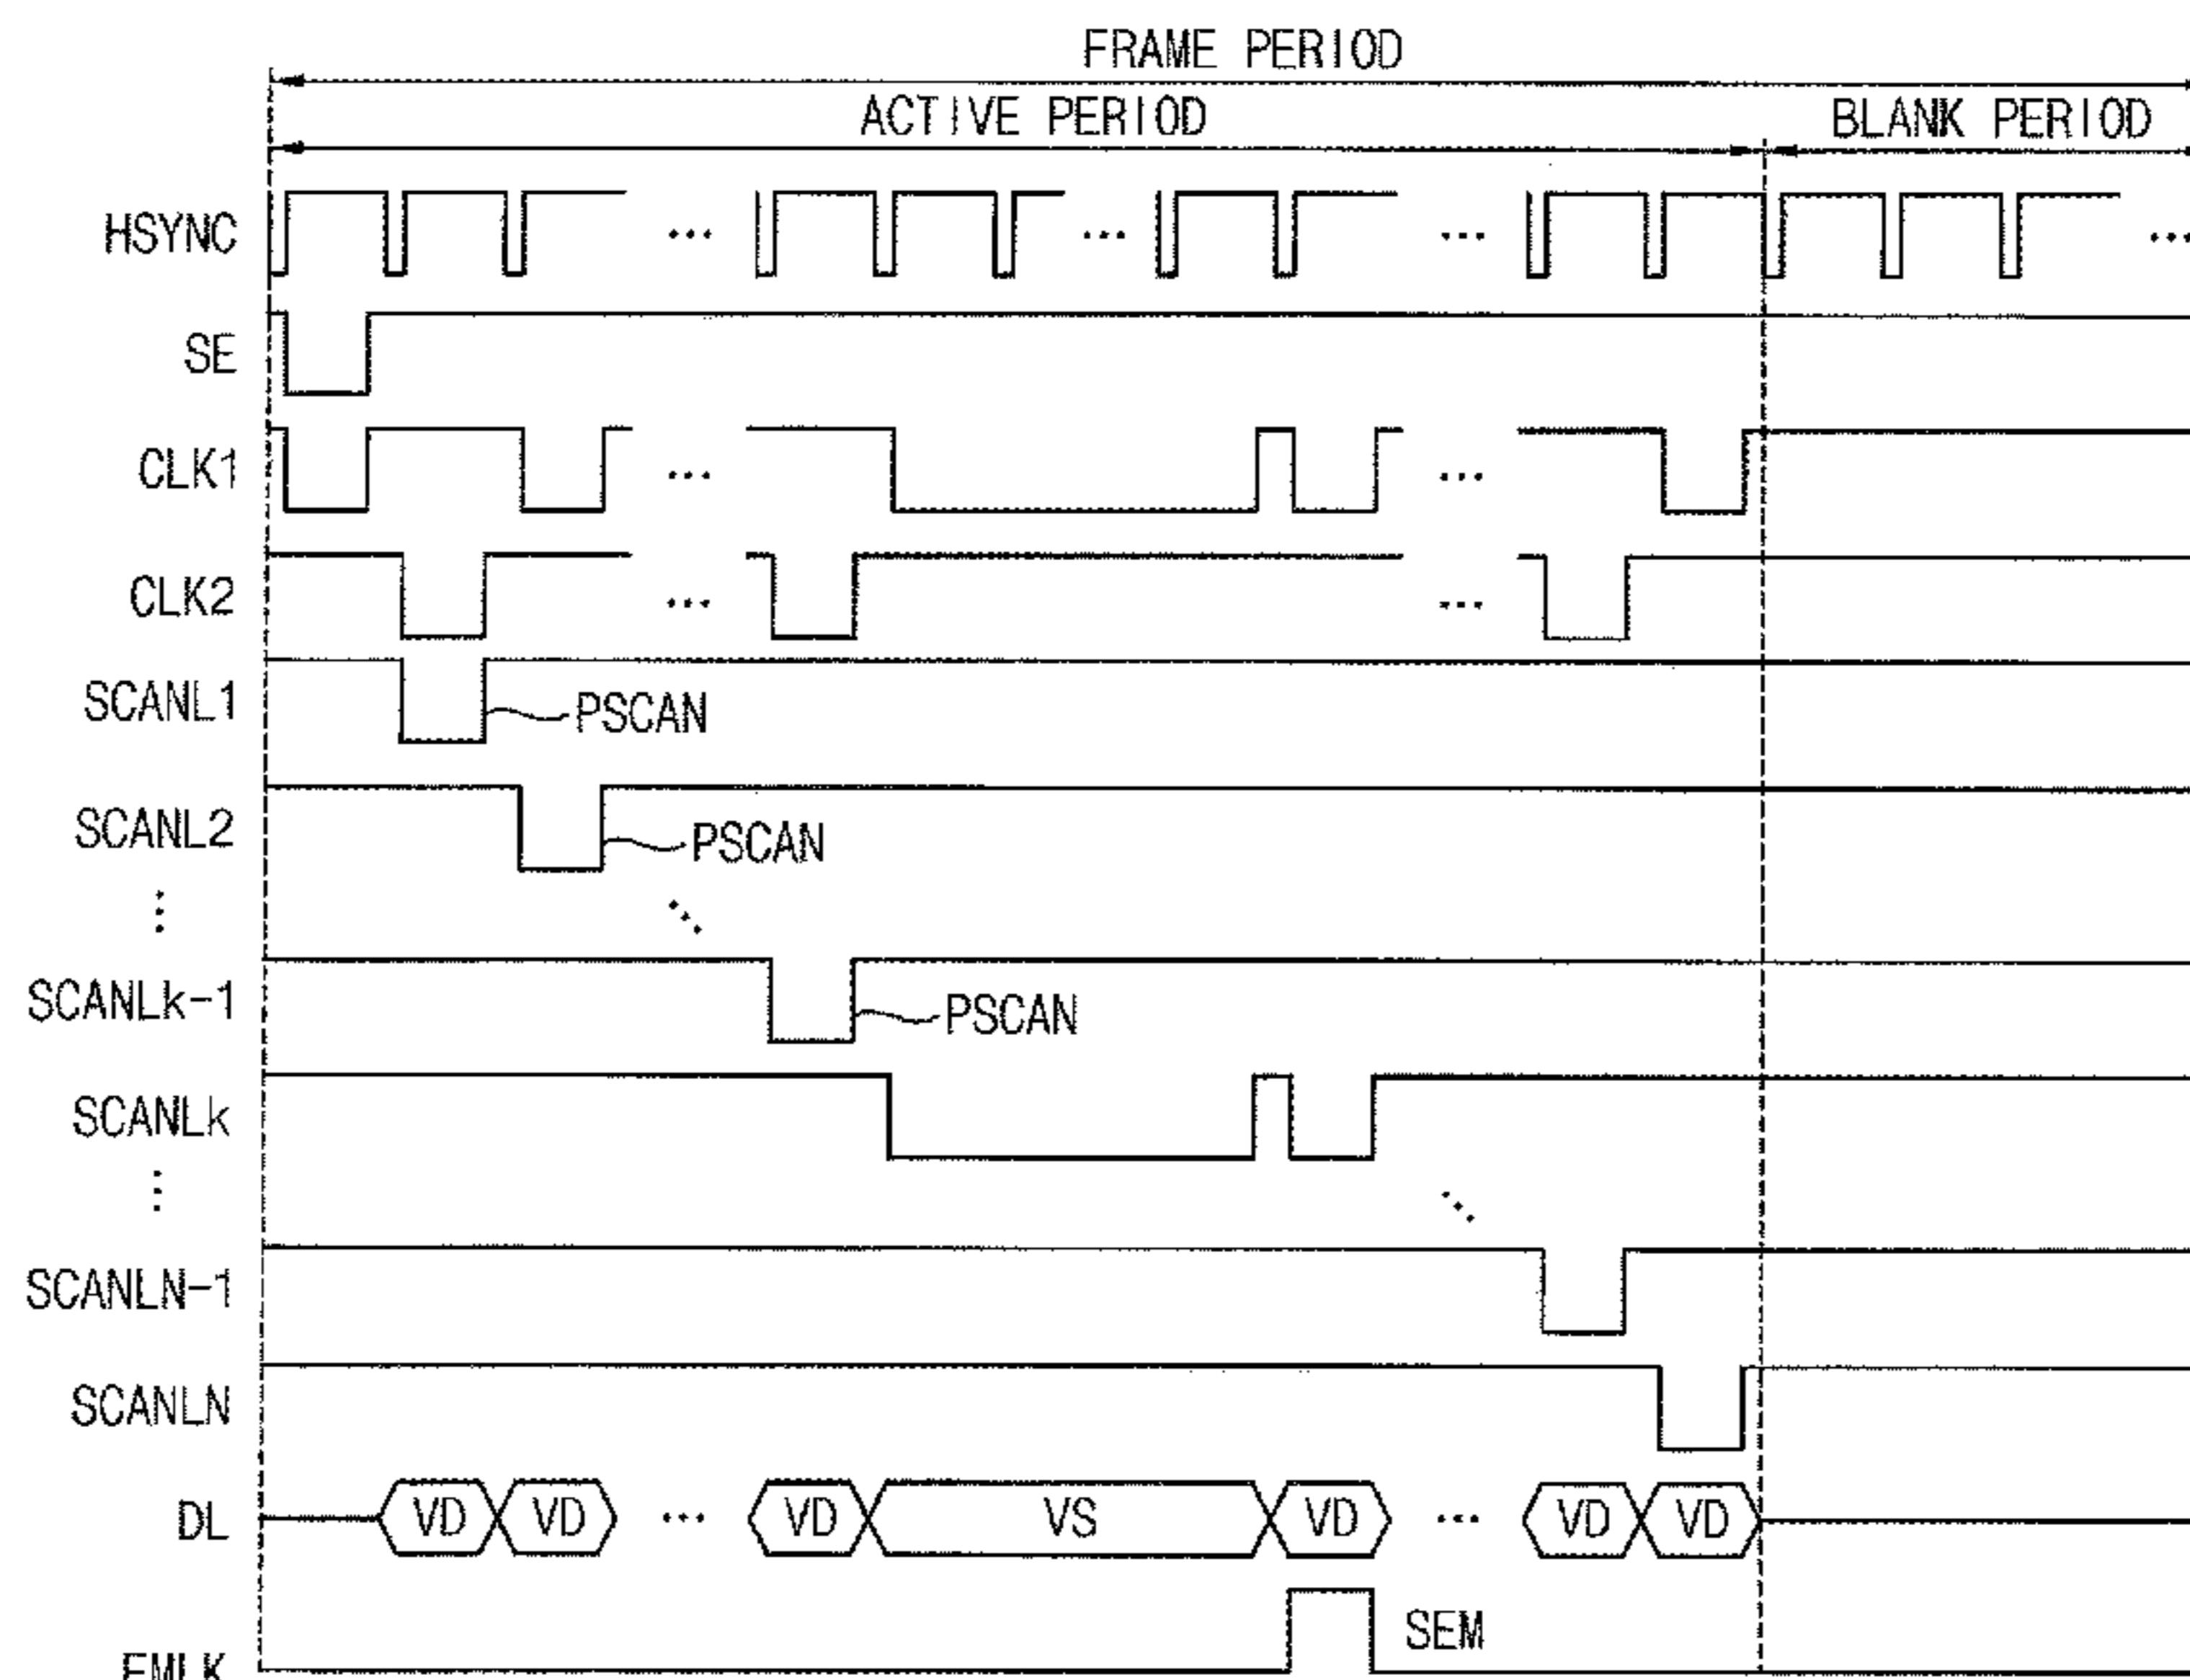 FRAME PERIOD
ACTIVE PERIOD
BLANK PERIOD
HSYNC ... ... ... ...
SE
CLK1 ... ...
CLK2 ... ...
SCANL1 PSCAN
SCANL2 PSCAN
SCANLk-1 PSCAN
SCANLk
SCANLN-1
SCANLN
DL VD VD ... VD VS VD ... VD VD
SEM
EMLK